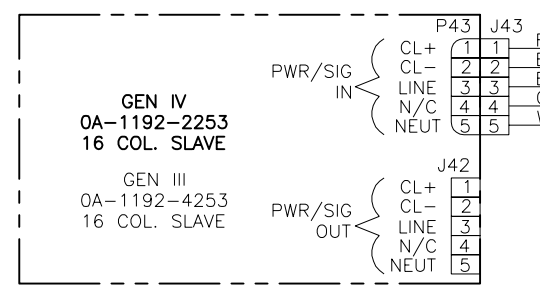 P43 J43
PWR/SIG IN
CL+ 1 1
CL− 2 2
LINE 3 3
N/C 4 4
NEUT 5 5
GEN IV
0A−1192−2253
16 COL. SLAVE
GEN III
0A−1192−4253
16 COL. SLAVE
J42
PWR/SIG OUT
CL+ 1
CL− 2
LINE 3
N/C 4
NEUT 5